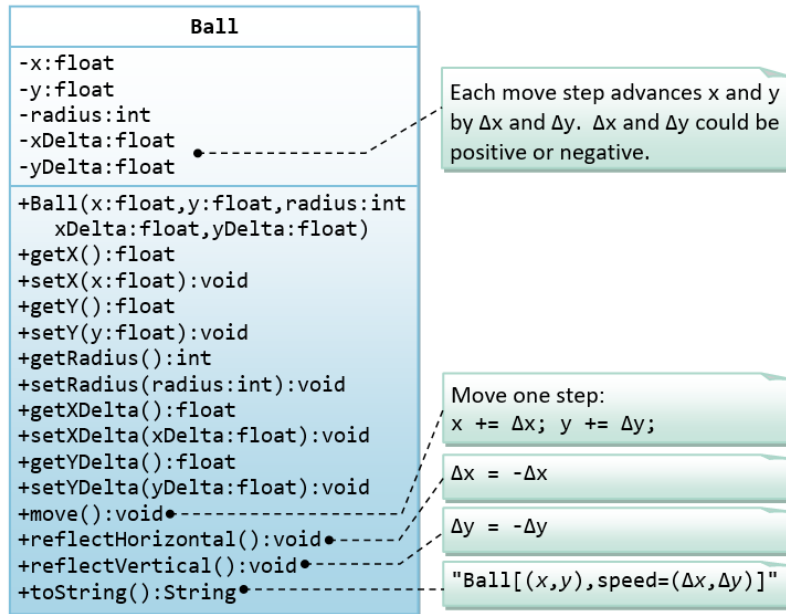 Ball
-x:float
-y:float
-radius:int
-xDelta:float
-yDelta:float
Each move step advances x and y
by Δx and Δy. Δx and Δy could be
positive or negative.
+Ball(x:float,y:float,radius:int
xDelta:float,yDelta:float)
+getX():float
+setX(x:float):void
+getY():float
+setY(y:float):void
+getRadius():int
+setRadius(radius:int):void
+getXDelta():float
+setXDelta(xDelta:float):void
+getYDelta():float
+setYDelta(yDelta:float):void
+move():void
+reflectHorizontal():void
+reflectVertical():void
+toString():String
Move one step:
x += Δx; y += Δy;
Δx = -Δx
Δy = -Δy
"Ball[(x,y),speed=(Δx,Δy)]"